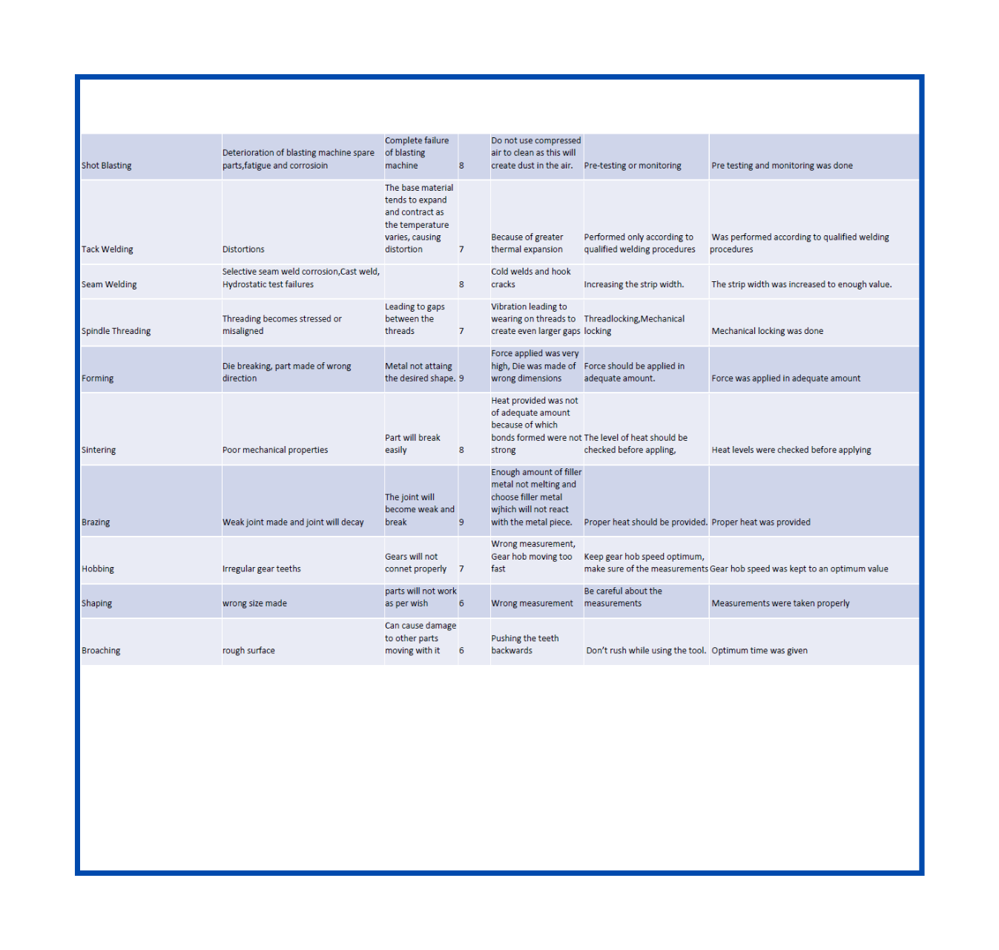 Shot Blasting
Deterioration of blasting machine spare
parts,fatigue and corrosioin
Complete failure
of blasting
machine
8
Do not use compressed
air to clean as this will
create dust in the air.
Pre-testing or monitoring
Pre testing and monitoring was done
Tack Welding
Distortions
The base material
tends to expand
and contract as
the temperature
varies, causing
distortion
7
Because of greater
thermal expansion
Performed only according to
qualified welding procedures
Was performed according to qualified welding
procedures
Seam Welding
Selective seam weld corrosion,Cast weld,
Hydrostatic test failures
8
Cold welds and hook
cracks
Increasing the strip width.
The strip width was increased to enough value.
Spindle Threading
Threading becomes stressed or
misaligned
Leading to gaps
between the
threads
7
Vibration leading to
wearing on threads to
create even larger gaps
Threadlocking,Mechanical
locking
Mechanical locking was done
Forming
Die breaking, part made of wrong
direction
Metal not attaing
the desired shape.
9
Force applied was very
high, Die was made of
wrong dimensions
Force should be applied in
adequate amount.
Force was applied in adequate amount
Sintering
Poor mechanical properties
Part will break
easily
8
Heat provided was not
of adequate amount
because of which
bonds formed were not
strong
The level of heat should be
checked before appling,
Heat levels were checked before applying
Brazing
Weak joint made and joint will decay
The joint will
become weak and
break
9
Enough amount of filler
metal not melting and
choose filler metal
wjhich will not react
with the metal piece.
Proper heat should be provided.
Proper heat was provided
Hobbing
Irregular gear teeths
Gears will not
connet properly
7
Wrong measurement,
Gear hob moving too
fast
Keep gear hob speed optimum,
make sure of the measurements
Gear hob speed was kept to an optimum value
Shaping
wrong size made
parts will not work
as per wish
6
Wrong measurement
Be careful about the
measurements
Measurements were taken properly
Broaching
rough surface
Can cause damage
to other parts
moving with it
6
Pushing the teeth
backwards
Don’t rush while using the tool.
Optimum time was given